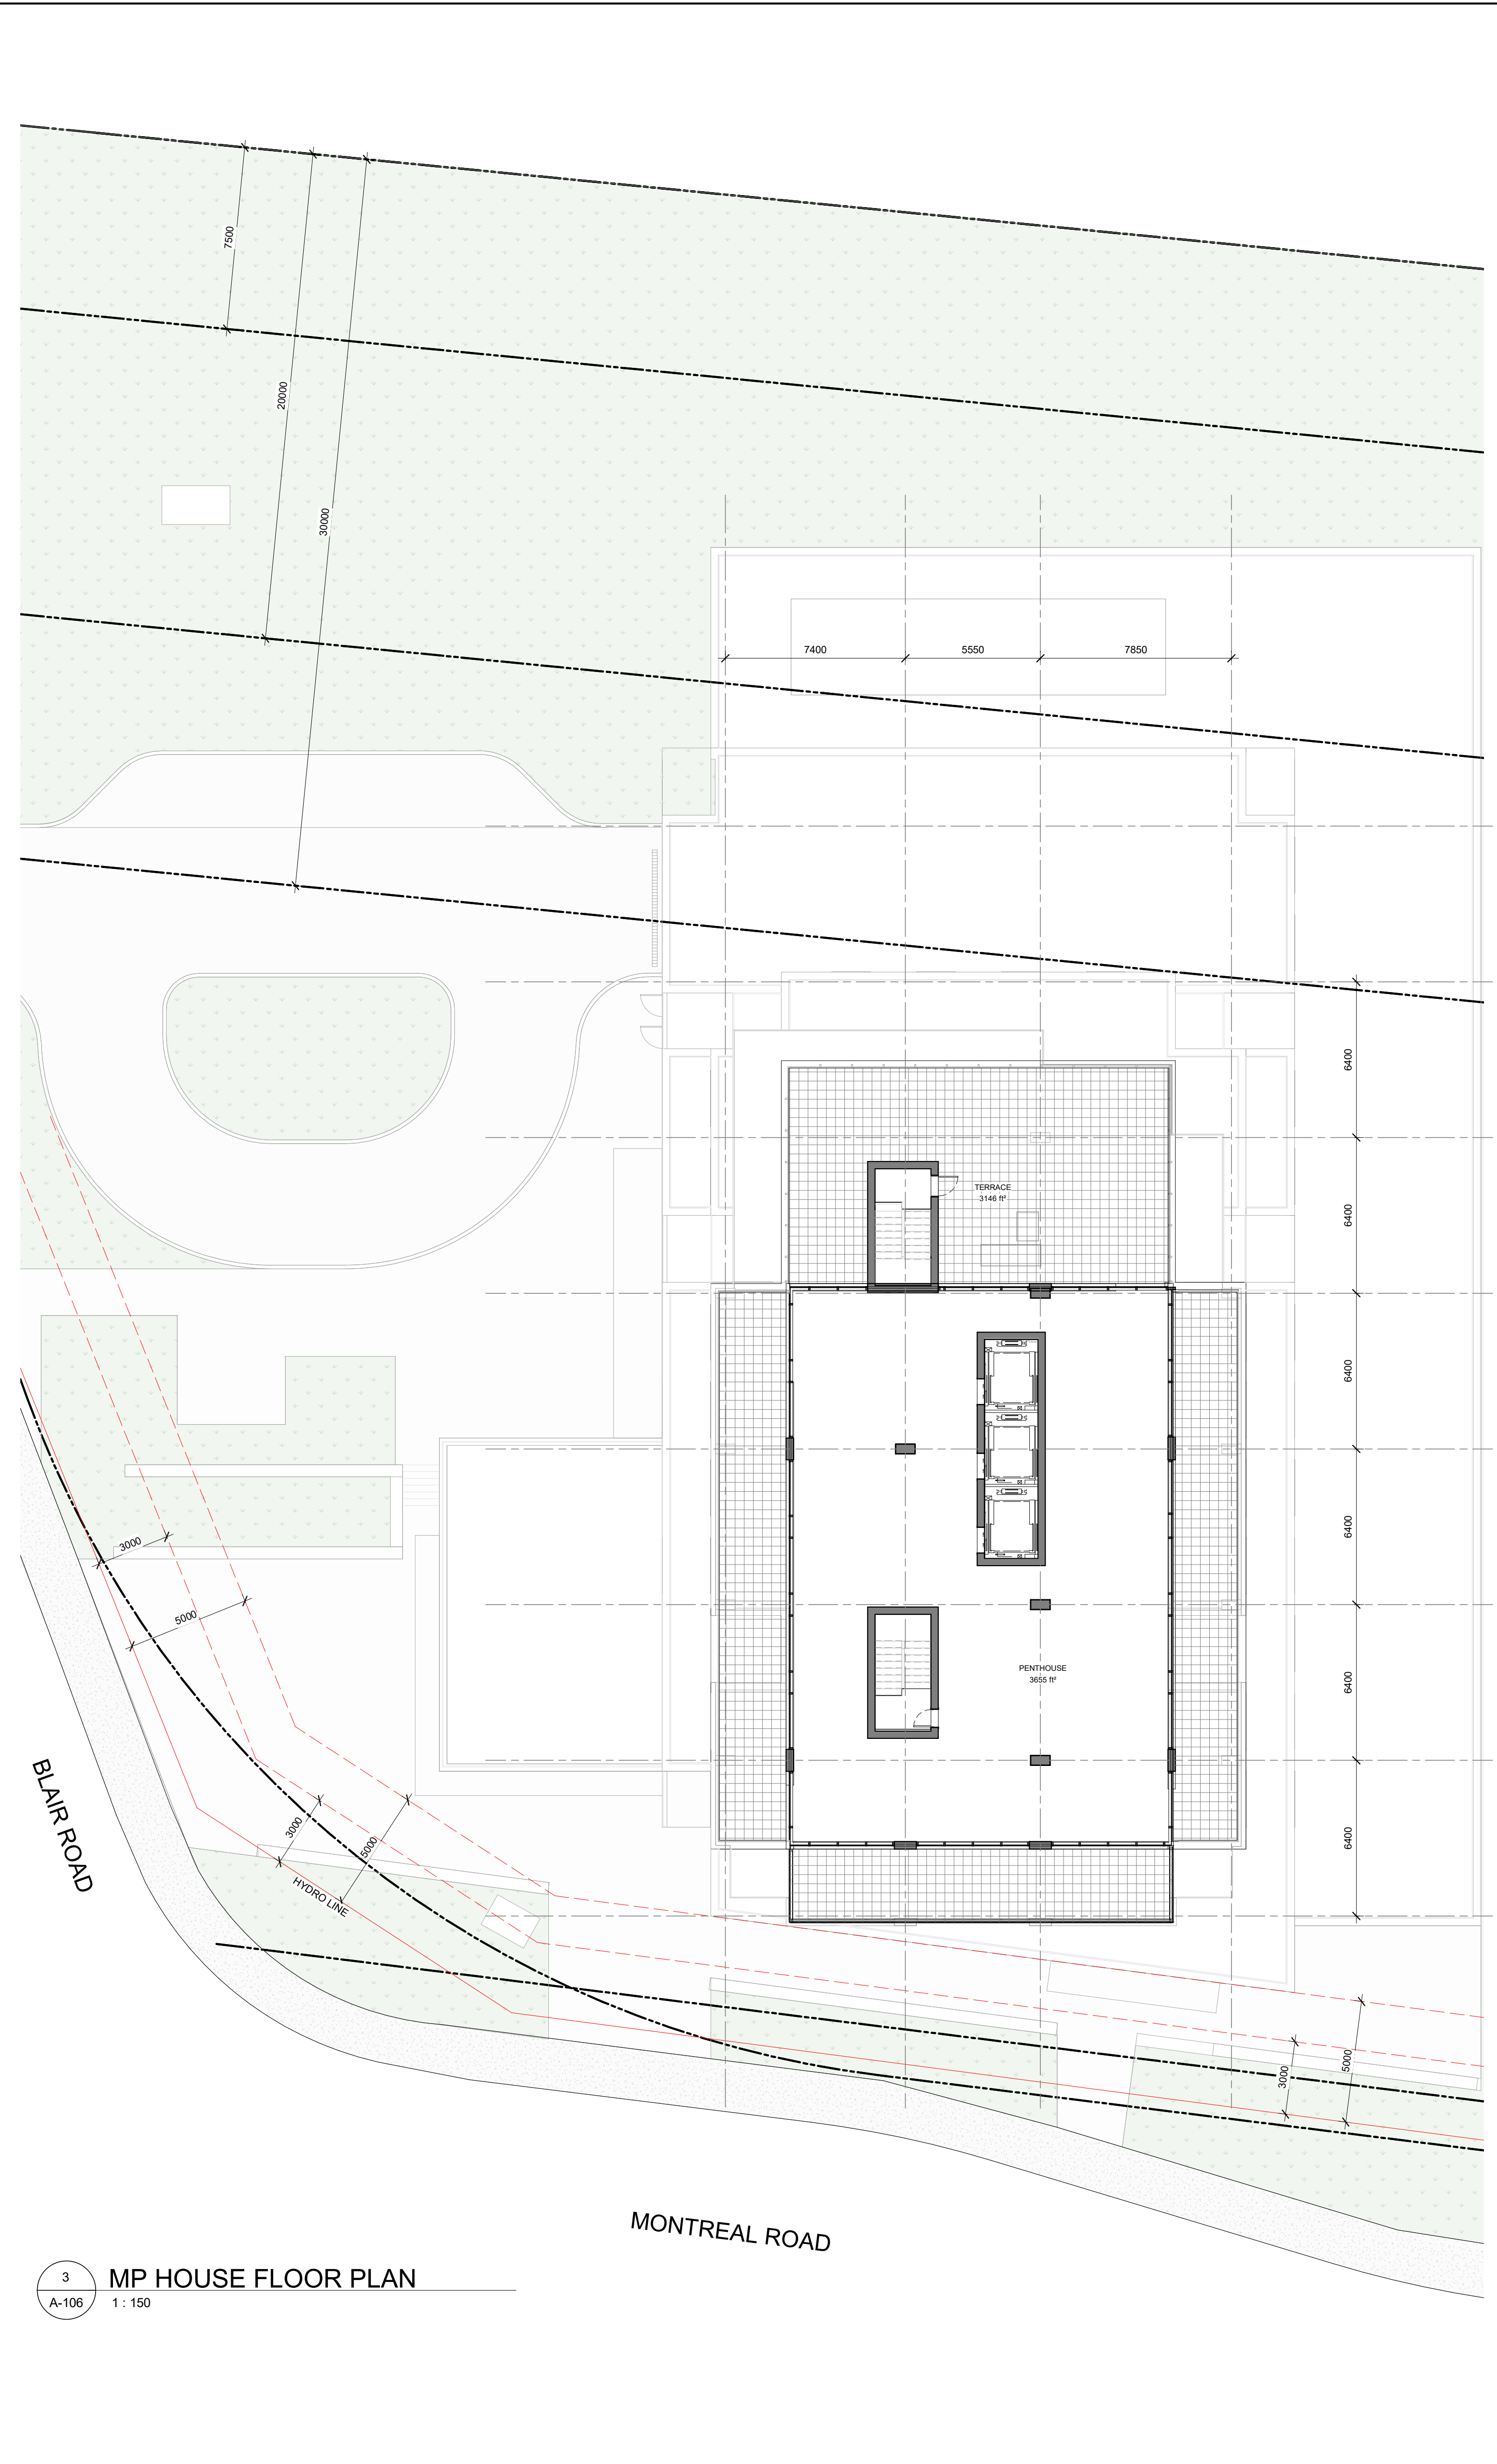 7500
20000
30000
7400
5550
7850
6400
TERRACE
3146 ft²
6400
6400
3000
6400
5000
PENTHOUSE
3655 ft²
6400
BLAIR ROAD
3000
5000
6400
HYDRO LINE
3000
5000
MONTREAL ROAD
3
MP HOUSE FLOOR PLAN
A-106
1 : 150